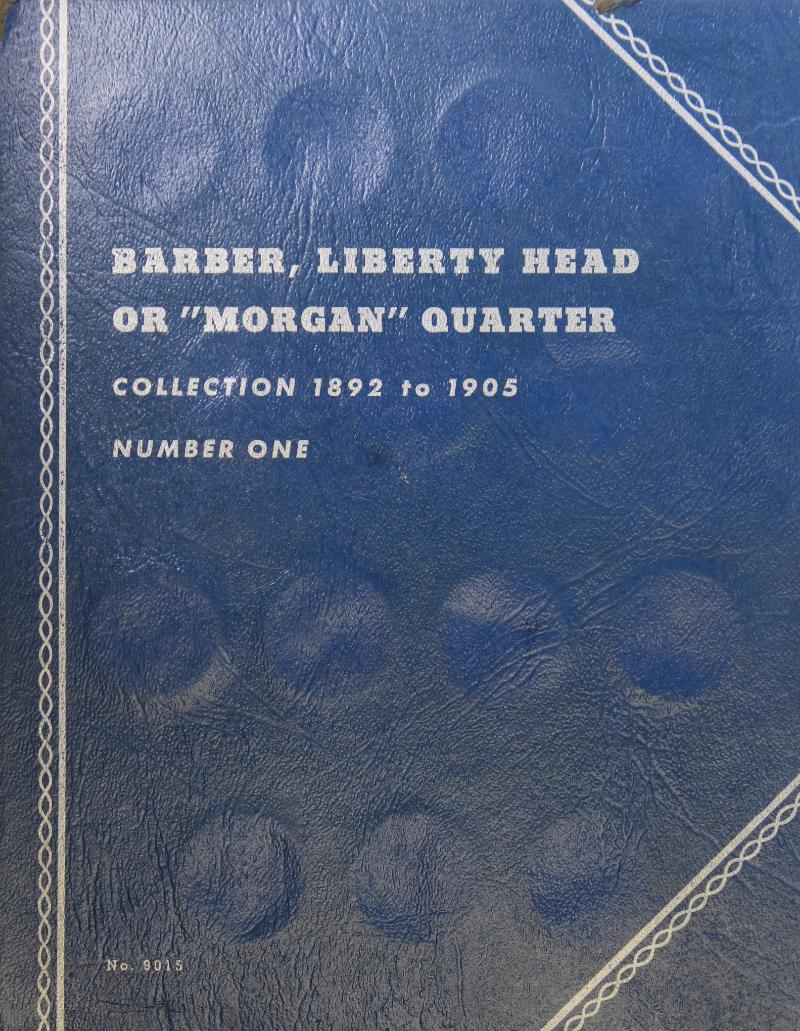 BARBER, LIBERTY HEAD
OR "MORGAN" QUARTER
COLLECTION 1892 to 1905
NUMBER ONE
No. 9015